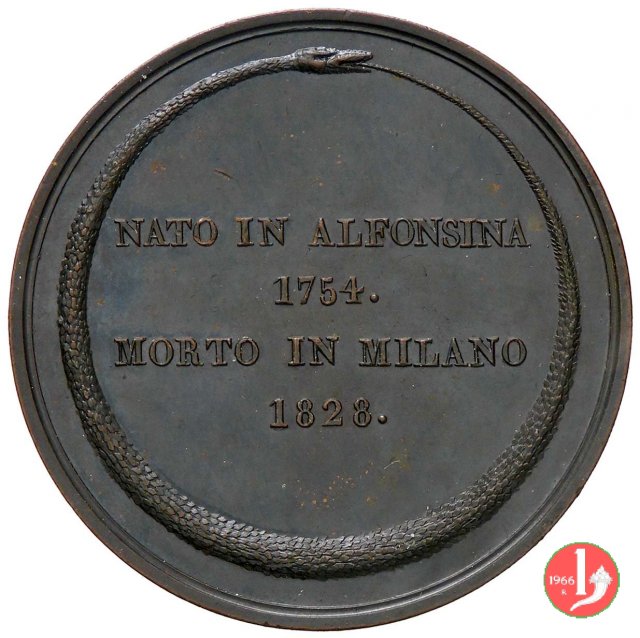 NATO IN ALFONSINA
1754.
MORTO IN MILANO
1828.
1966
R